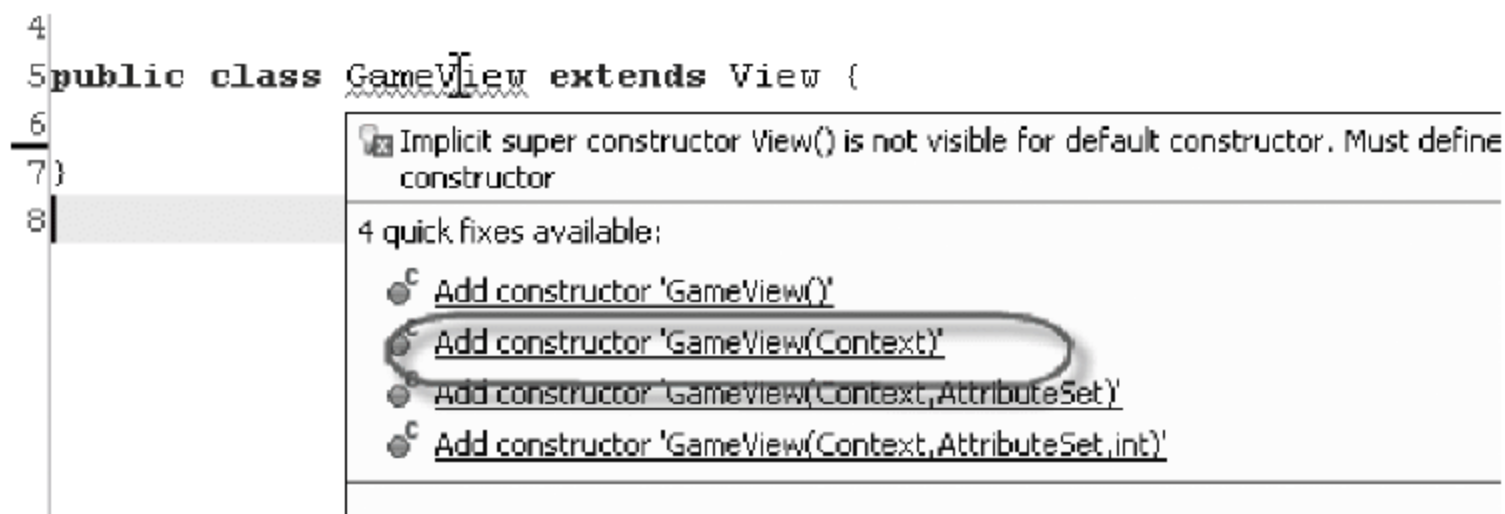 4
5 public class GameView extends View {
6
Implicit super constructor View() is not visible for default constructor. Must define
7 }
constructor
8
4 quick fixes available:
Add constructor 'GameView()'
Add constructor 'GameView(Context)'
Add constructor 'GameView(Context,AttributeSet)'
Add constructor 'GameView(Context,AttributeSet,int)'